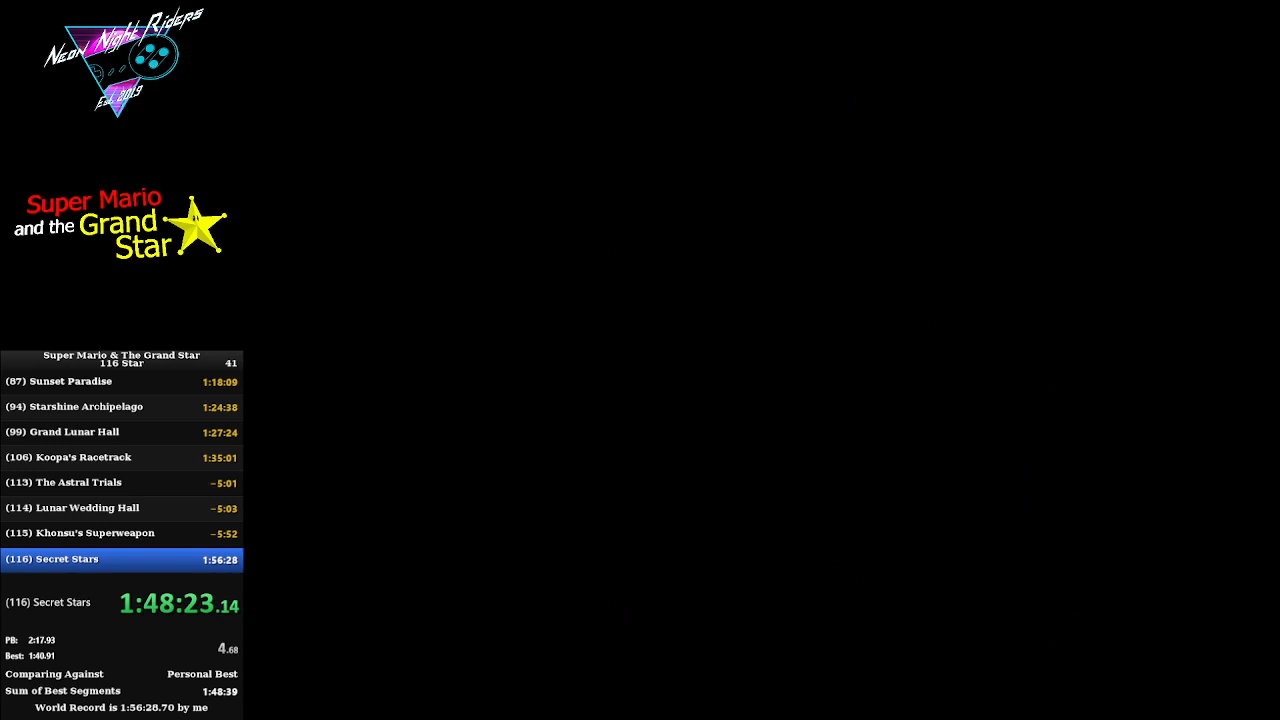 Neon Night Riders
Est. 2019
Super Mario
and the Grand
Star
Super Mario & The Grand Star
116 Star 41
(87) Sunset Paradise 1:18:09
(94) Starshine Archipelago 1:24:38
(99) Grand Lunar Hall 1:27:24
(106) Koopa's Racetrack 1:35:01
(113) The Astral Trials −5:01
(114) Lunar Wedding Hall −5:03
(115) Khonsu's Superweapon −5:52
(116) Secret Stars 1:56:28
(116) Secret Stars 1:48:23.14
PB: 2:17.93
4.68
Best: 1:40.91
Comparing Against Personal Best
Sum of Best Segments 1:48:39
World Record is 1:56:28.70 by me